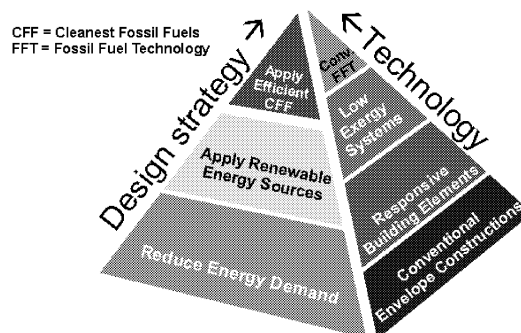 CFF = Cleanest Fossil Fuels
FFT = Fossil Fuel Technology
Design strategy
Technology
Apply
Efficient
CFF
Apply Renewable
Energy Sources
Reduce Energy Demand
Conv.
FFT
Low
Exergy
Systems
Responsive
Building Elements
Conventional
Envelope Constructions